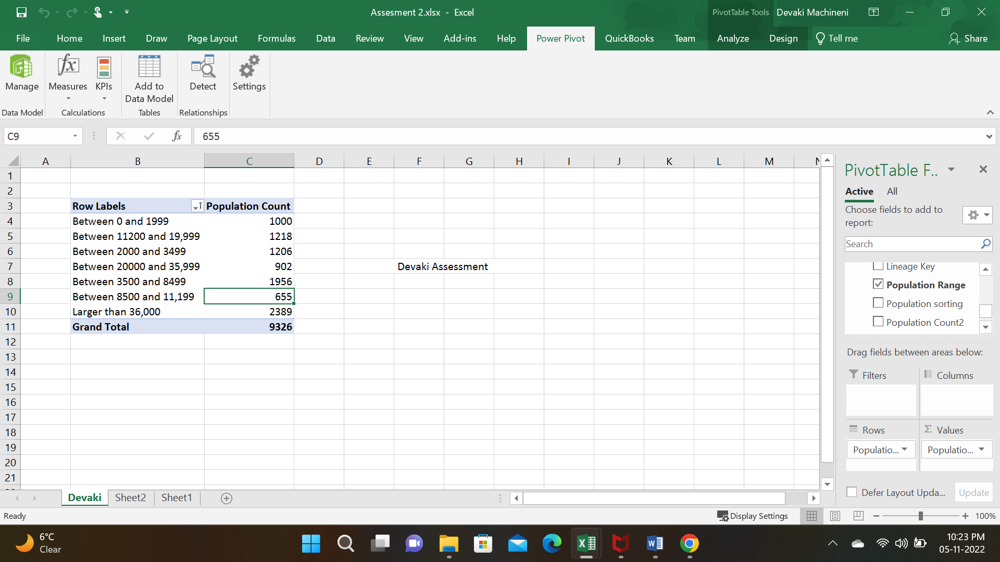 Assesment 2.xlsx - Excel
PivotTable Tools
Devaki Machineni
File Home Insert Draw Page Layout Formulas Data Review View Add-ins Help Power Pivot QuickBooks Team Analyze Design Tell me Share
Manage Measures KPIs Add to Data Model Detect Settings
Data Model Calculations Tables Relationships
C9 fx 655
A B C D E F G H I J K L M N
1
2
3 Row Labels Population Count
4 Between 0 and 1999 1000
5 Between 11200 and 19,999 1218
6 Between 2000 and 3499 1206
7 Between 20000 and 35,999 902 Devaki Assessment
8 Between 3500 and 8499 1956
9 Between 8500 and 11,199 655
10 Larger than 36,000 2389
11 Grand Total 9326
12
13
14
15
16
17
18
19
20
21
PivotTable F..
Active All
Choose fields to add to
report:
Search
Lineage Key
Population Range
Population sorting
Population Count2
Drag fields between areas below:
Filters Columns
Rows Values
Populatio... Populatio...
Defer Layout Upda... Update
Devaki Sheet2 Sheet1
Ready Display Settings 100%
6°C
Clear
10:23 PM
05-11-2022